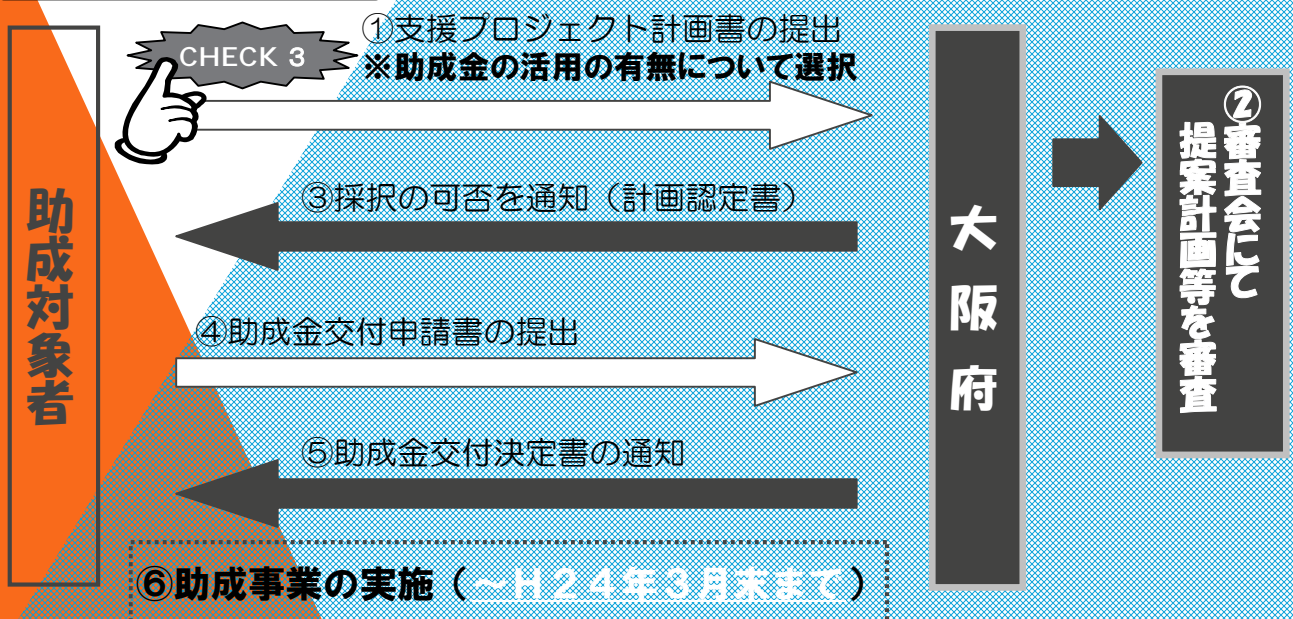 CHECK 3
①支援プロジェクト計画書の提出
※助成金の活用の有無について選択
助成対象者
大阪府
②審査会にて
提案計画等を審査
③採択の可否を通知（計画認定書）
④助成金交付申請書の提出
⑤助成金交付決定書の通知
⑥助成事業の実施（～H24年3月末まで）